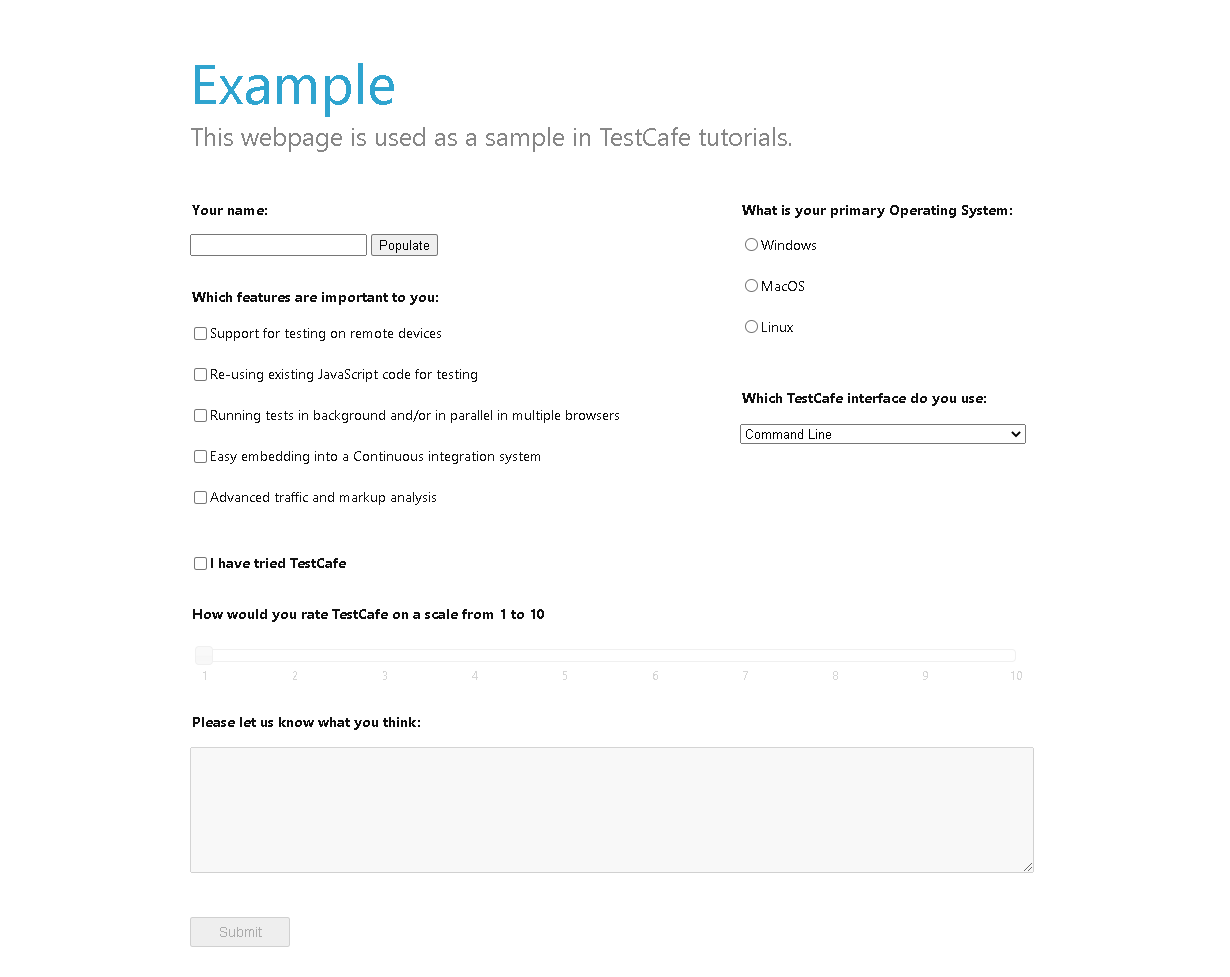 Example
This webpage is used as a sample in TestCafe tutorials.
Your name:
Populate
Which features are important to you:
Support for testing on remote devices
Re-using existing JavaScript code for testing
Running tests in background and/or in parallel in multiple browsers
Easy embedding into a Continuous integration system
Advanced traffic and markup analysis
What is your primary Operating System:
Windows
MacOS
Linux
Which TestCafe interface do you use:
Command Line
I have tried TestCafe
How would you rate TestCafe on a scale from 1 to 10
1 2 3 4 5 6 7 8 9 10
Please let us know what you think:
Submit